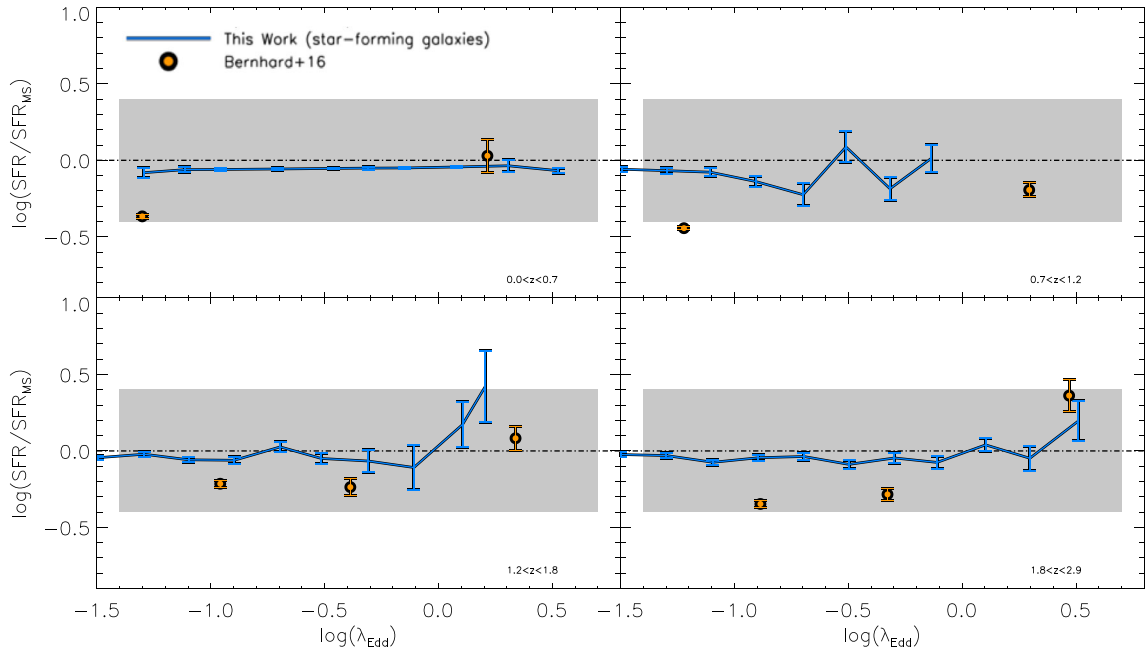 This Work (star-forming galaxies)
Bernhard+16
1.0
0.5
0.0
−0.5
log(SFR/SFR_MS)
0.0<z<0.7
0.7<z<1.2
1.0
0.5
0.0
−0.5
log(SFR/SFR_MS)
1.2<z<1.8
1.8<z<2.9
−1.5 −1.0 −0.5 0.0 0.5 −1.5 −1.0 −0.5 0.0 0.5
log(λ_Edd) log(λ_Edd)